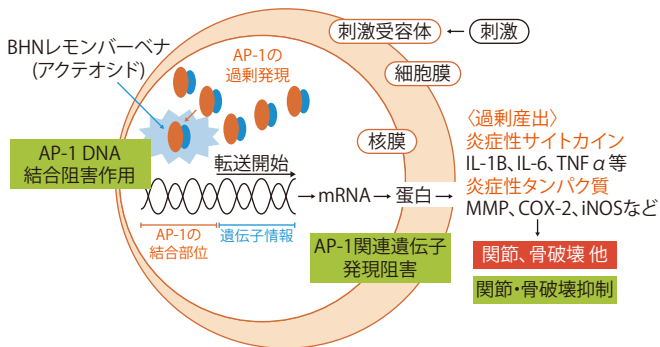 刺激受容体
刺激
細胞膜
核膜
BHNレモンバーベナ
(アクテオシド)
AP-1の
過剰発現
AP-1 DNA
結合阻害作用
転送開始
mRNA
蛋白
AP-1の
結合部位
遺伝子情報
AP-1関連遺伝子
発現阻害
〈過剰産出〉
炎症性サイトカイン
IL-1B、IL-6、TNF α等
炎症性タンパク質
MMP、COX-2、iNOSなど
関節、骨破壊 他
関節・骨破壊抑制